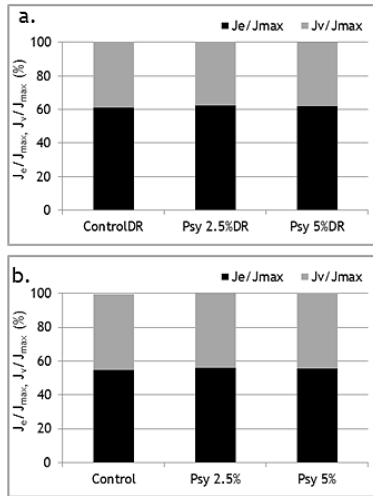 a.
■ Je/Jmax ■ Jv/Jmax
Je/Jmax, Jv/Jmax (%)
100
80
60
40
20
0
ControlDR Psy 2.5%DR Psy 5%DR
b.
■ Je/Jmax ■ Jv/Jmax
Je/Jmax, Jv/Jmax (%)
100
80
60
40
20
0
Control Psy 2.5% Psy 5%